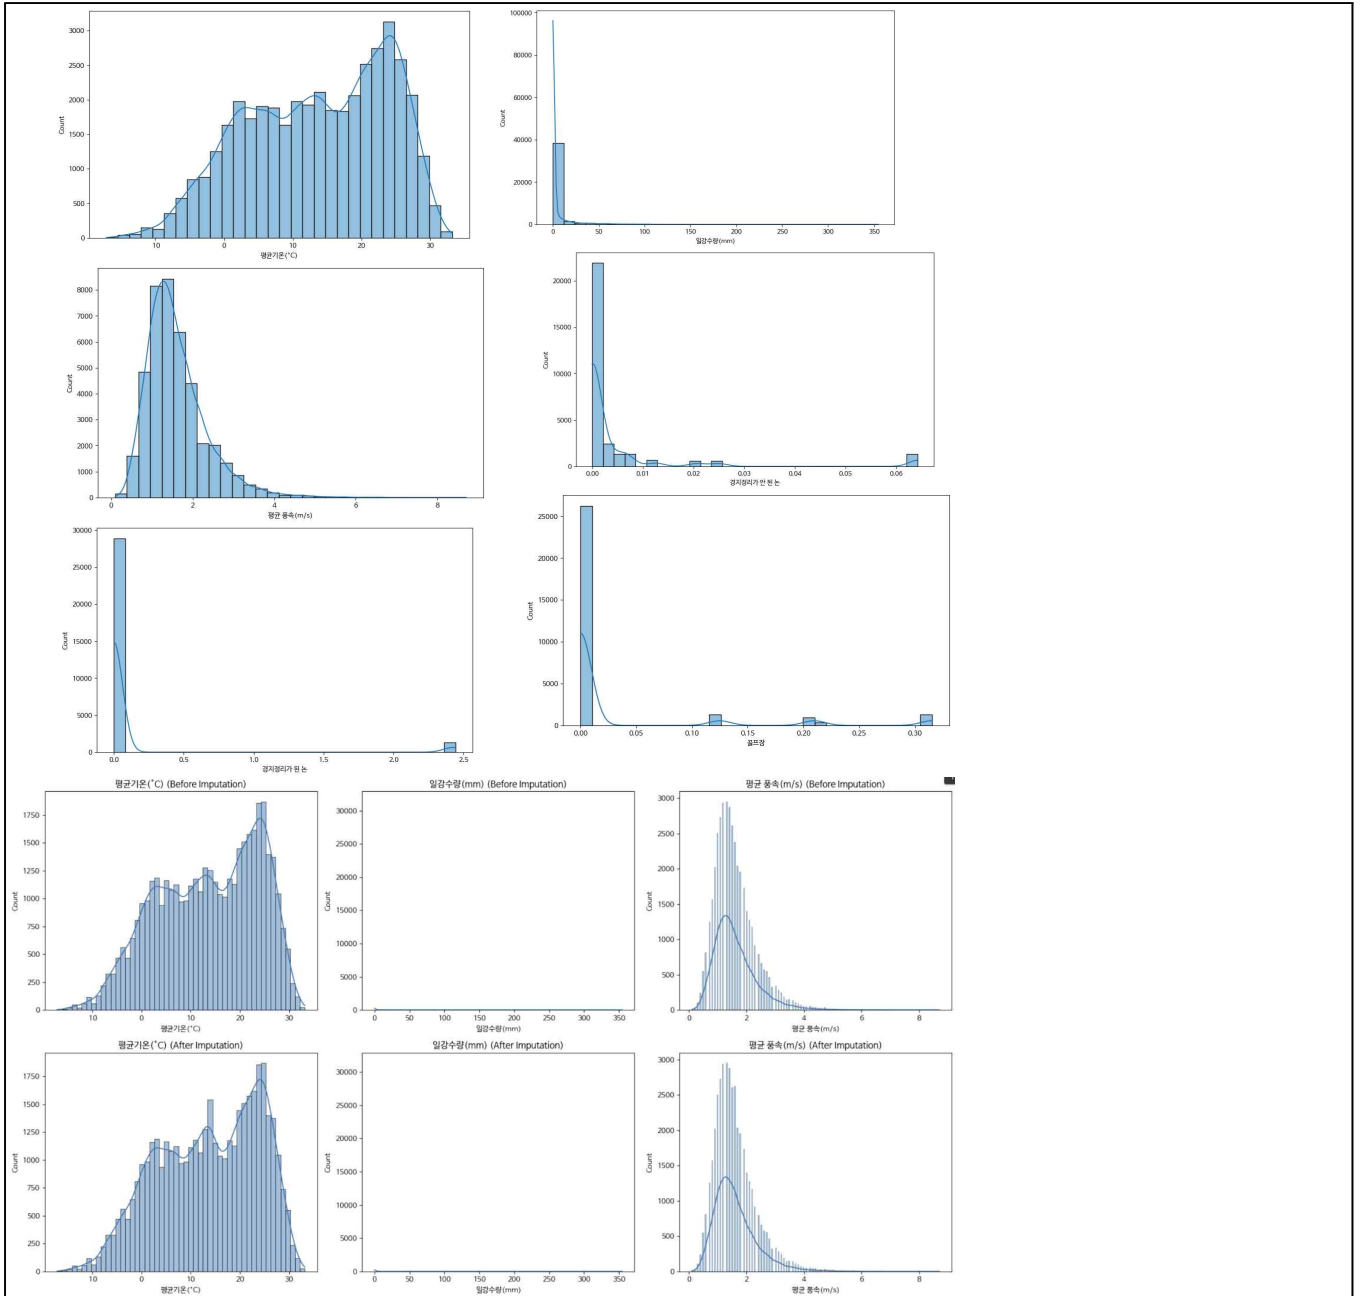 3000
2500
2000
1500
1000
500
0
Count
10 0 10 20 30
평균기온(°C)
100000
80000
60000
40000
20000
0
Count
0 50 100 150 200 250 300 350
일강수량(mm)
8000
7000
6000
5000
4000
3000
2000
1000
0
Count
0 2 4 6 8
평균 풍속(m/s)
20000
15000
10000
5000
0
Count
0.00 0.01 0.02 0.03 0.04 0.05 0.06
경지정리가 안 된 논
30000
25000
20000
15000
10000
5000
0
Count
0.0 0.5 1.0 1.5 2.0 2.5
경지정리가 된 논
25000
20000
15000
10000
5000
0
Count
0.00 0.05 0.10 0.15 0.20 0.25 0.30
골프장
평균기온(°C) (Before Imputation)
1750
1500
1250
1000
750
500
250
0
Count
10 0 10 20 30
평균기온(°C)
일강수량(mm) (Before Imputation)
30000
25000
20000
15000
10000
5000
0
Count
0 50 100 150 200 250 300 350
일강수량(mm)
평균 풍속(m/s) (Before Imputation)
3000
2500
2000
1500
1000
500
0
Count
0 2 4 6 8
평균 풍속(m/s)
평균기온(°C) (After Imputation)
1750
1500
1250
1000
750
500
250
0
Count
10 0 10 20 30
평균기온(°C)
일강수량(mm) (After Imputation)
30000
25000
20000
15000
10000
5000
0
Count
0 50 100 150 200 250 300 350
일강수량(mm)
평균 풍속(m/s) (After Imputation)
3000
2500
2000
1500
1000
500
0
Count
0 2 4 6 8
평균 풍속(m/s)